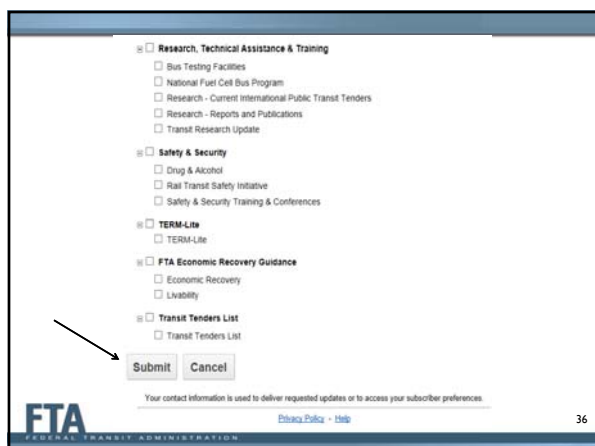 Research, Technical Assistance & Training
Bus Testing Facilities
National Fuel Cell Bus Program
Research - Current International Public Transit Tenders
Research - Reports and Publications
Transit Research Update
Safety & Security
Drug & Alcohol
Rail Transit Safety Initiative
Safety & Security Training & Conferences
TERM-Lite
TERM-Lite
FTA Economic Recovery Guidance
Economic Recovery
Livability
Transit Tenders List
Transit Tenders List
Submit Cancel
Your contact information is used to deliver requested updates or to access your subscriber preferences.
Privacy Policy - Help
36
FTA
FEDERAL TRANSIT ADMINISTRATION